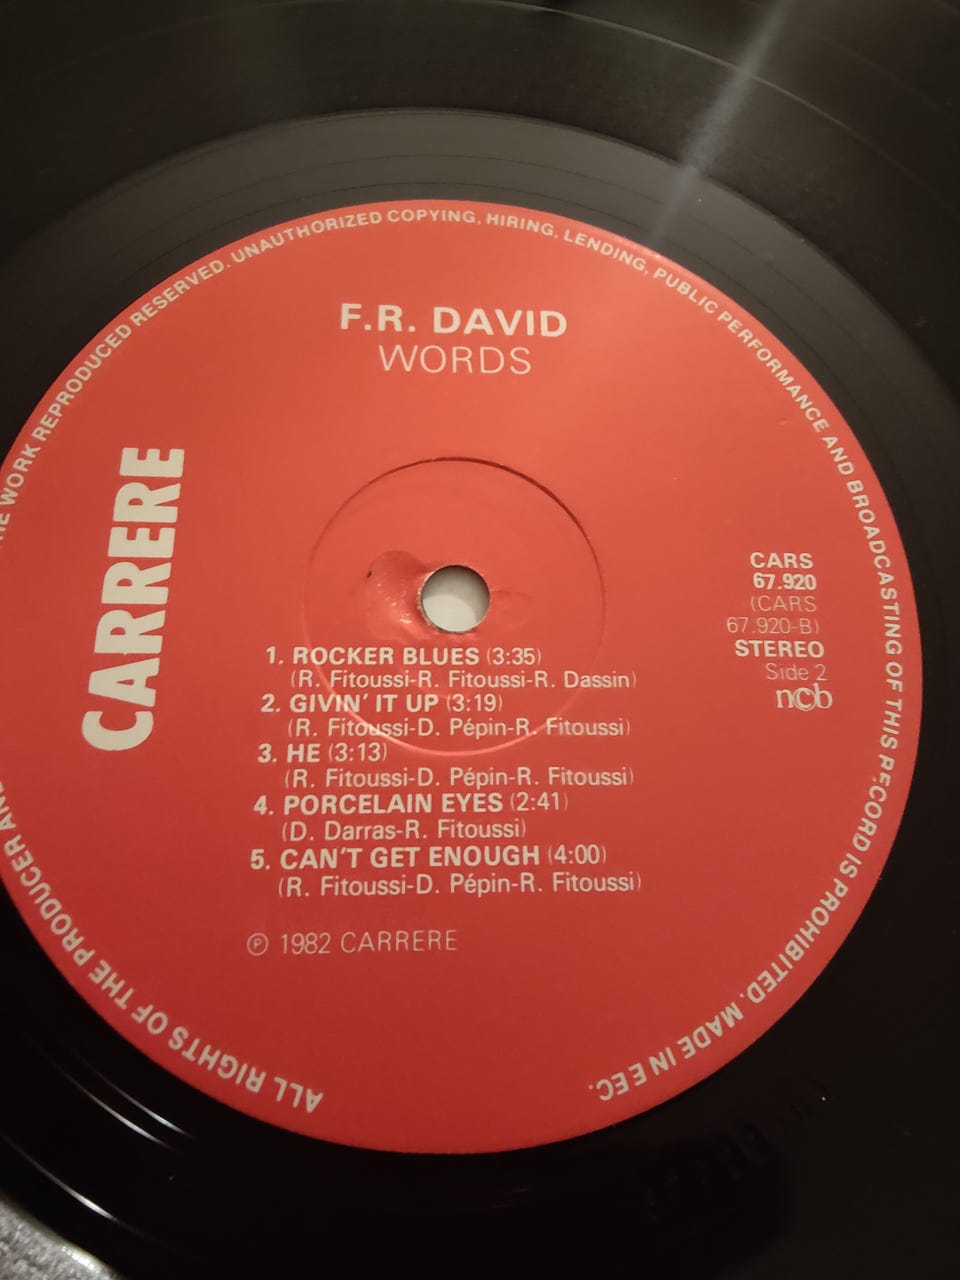 F.R. DAVID
WORDS
CARRERE
CARS
67.920
(CARS
67.920-B)
STEREO
Side 2
ncb
1. ROCKER BLUES (3:35)
(R. Fitoussi-R. Fitoussi-R. Dassin)
2. GIVIN' IT UP (3:19)
(R. Fitoussi-D. Pépin-R. Fitoussi)
3. HE (3:13)
(R. Fitoussi-D. Pépin-R. Fitoussi)
4. PORCELAIN EYES (2:41)
(D. Darras-R. Fitoussi)
5. CAN'T GET ENOUGH (4:00)
(R. Fitoussi-D. Pépin-R. Fitoussi)
℗ 1982 CARRERE
ALL RIGHTS OF THE PRODUCER WORK REPRODUCED RESERVED. UNAUTHORIZED COPYING, HIRING, LENDING, PUBLIC PERFORMANCE AND BROADCASTING OF THIS RECORD IS PROHIBITED. MADE IN EEC.